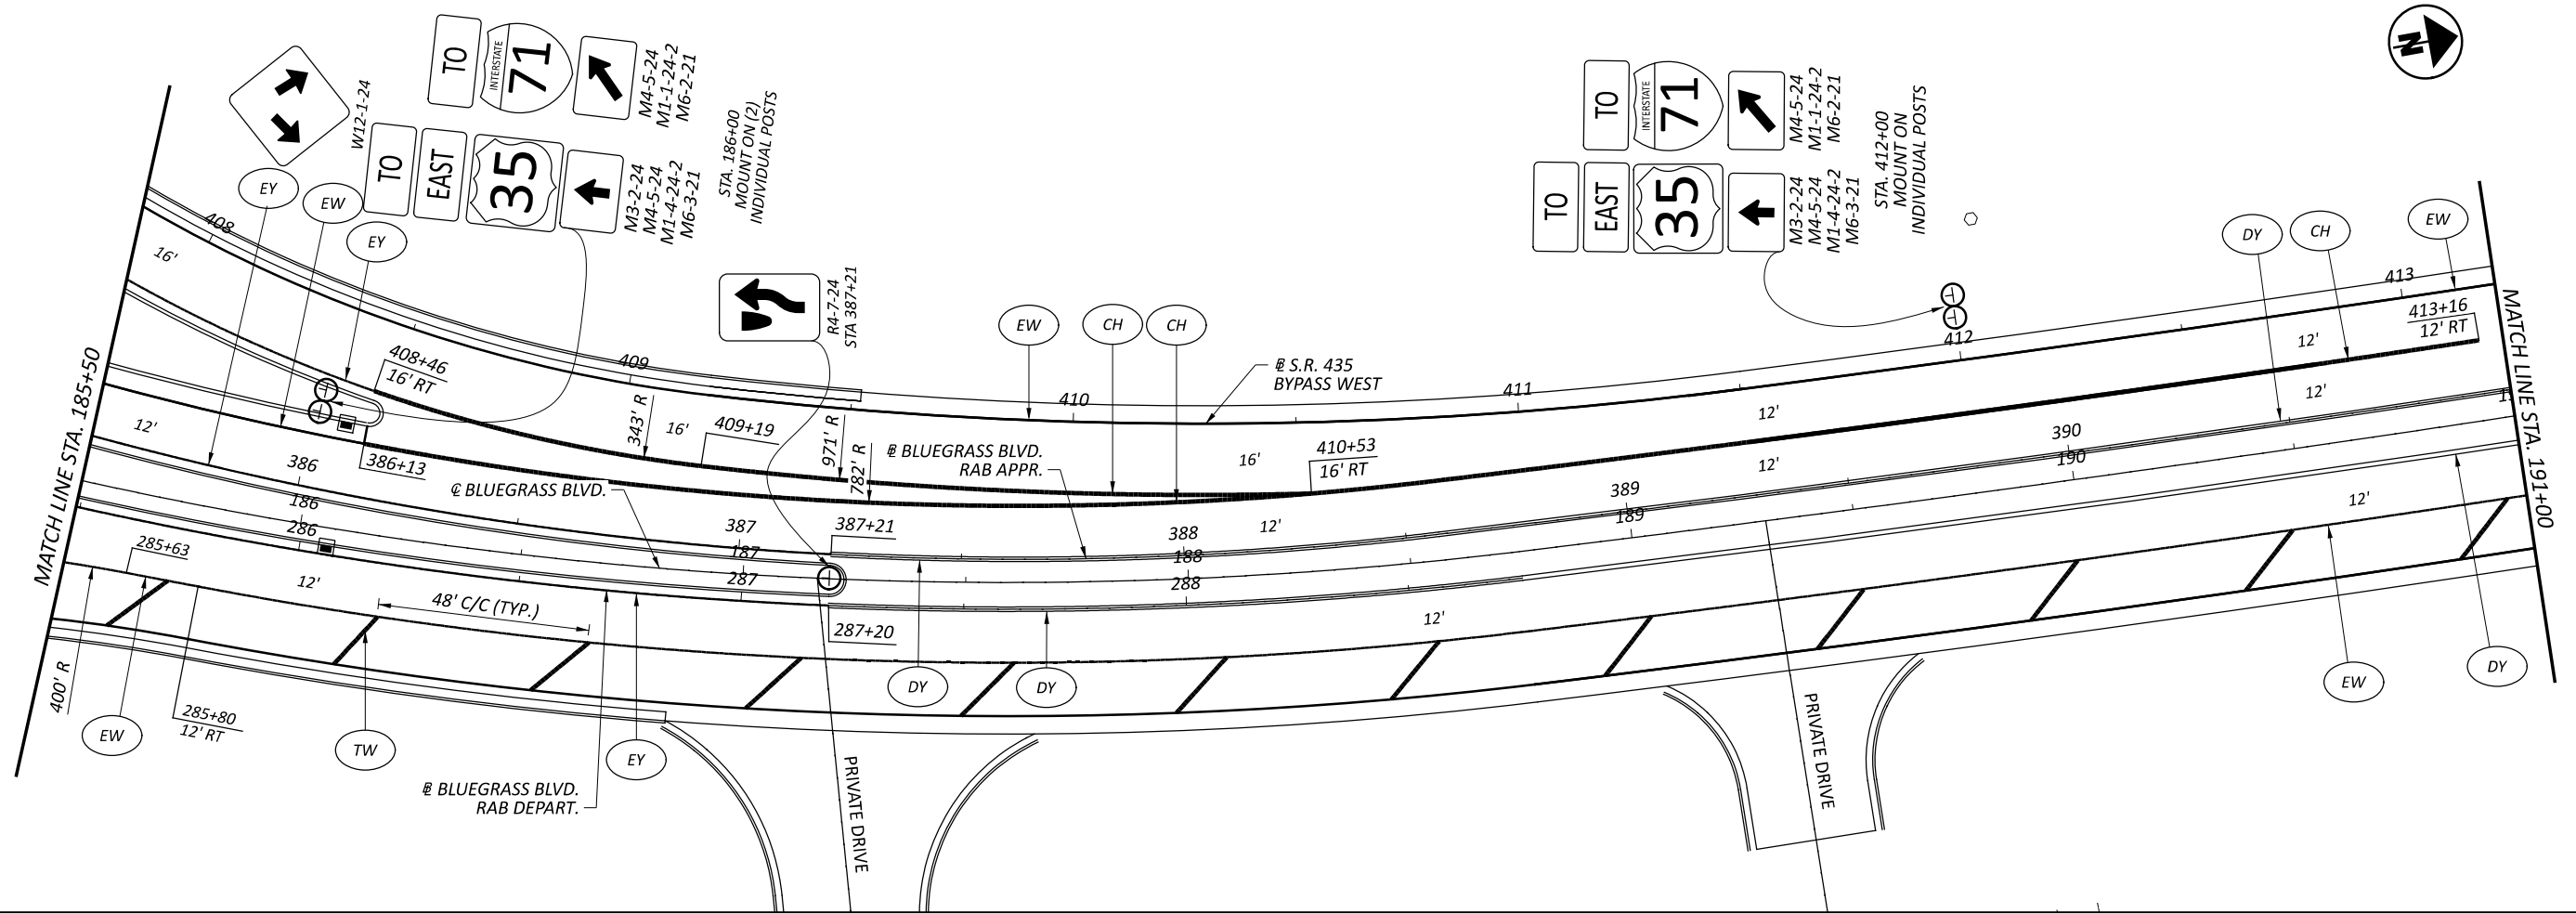 TO
INTERSTATE
71
M4-5-24
M1-1-24-2
M6-2-21
W12-1-24
TO
EAST
35
M3-2-24
M4-5-24
M1-4-24-2
M6-3-21
STA. 186+00
MOUNT ON (2)
INDIVIDUAL POSTS
TO
INTERSTATE
71
M4-5-24
M1-1-24-2
M6-2-21
TO
EAST
35
M3-2-24
M4-5-24
M1-4-24-2
M6-3-21
STA. 412+00
MOUNT ON
INDIVIDUAL POSTS
N
EY
EW
EY
R4-7-24
STA 387+21
EW
CH
CH
DY
CH
EW
408
16'
409
410
411
412
413
413+16
12' RT
MATCH LINE STA. 185+50
MATCH LINE STA. 191+00
408+46
16' RT
343' R
16'
409+19
971' R
782' R
℄ S.R. 435
BYPASS WEST
℄ BLUEGRASS BLVD.
RAB APPR.
16'
410+53
16' RT
12'
12'
12'
12'
12'
386
386+13
℄ BLUEGRASS BLVD.
387
387+21
388
12'
389
390
186
187
188
189
190
286
287
288
285+63
12'
48' C/C (TYP.)
287+20
12'
12'
400' R
EW
285+80
12' RT
TW
EY
DY
DY
EW
DY
℄ BLUEGRASS BLVD.
RAB DEPART.
PRIVATE DRIVE
PRIVATE DRIVE